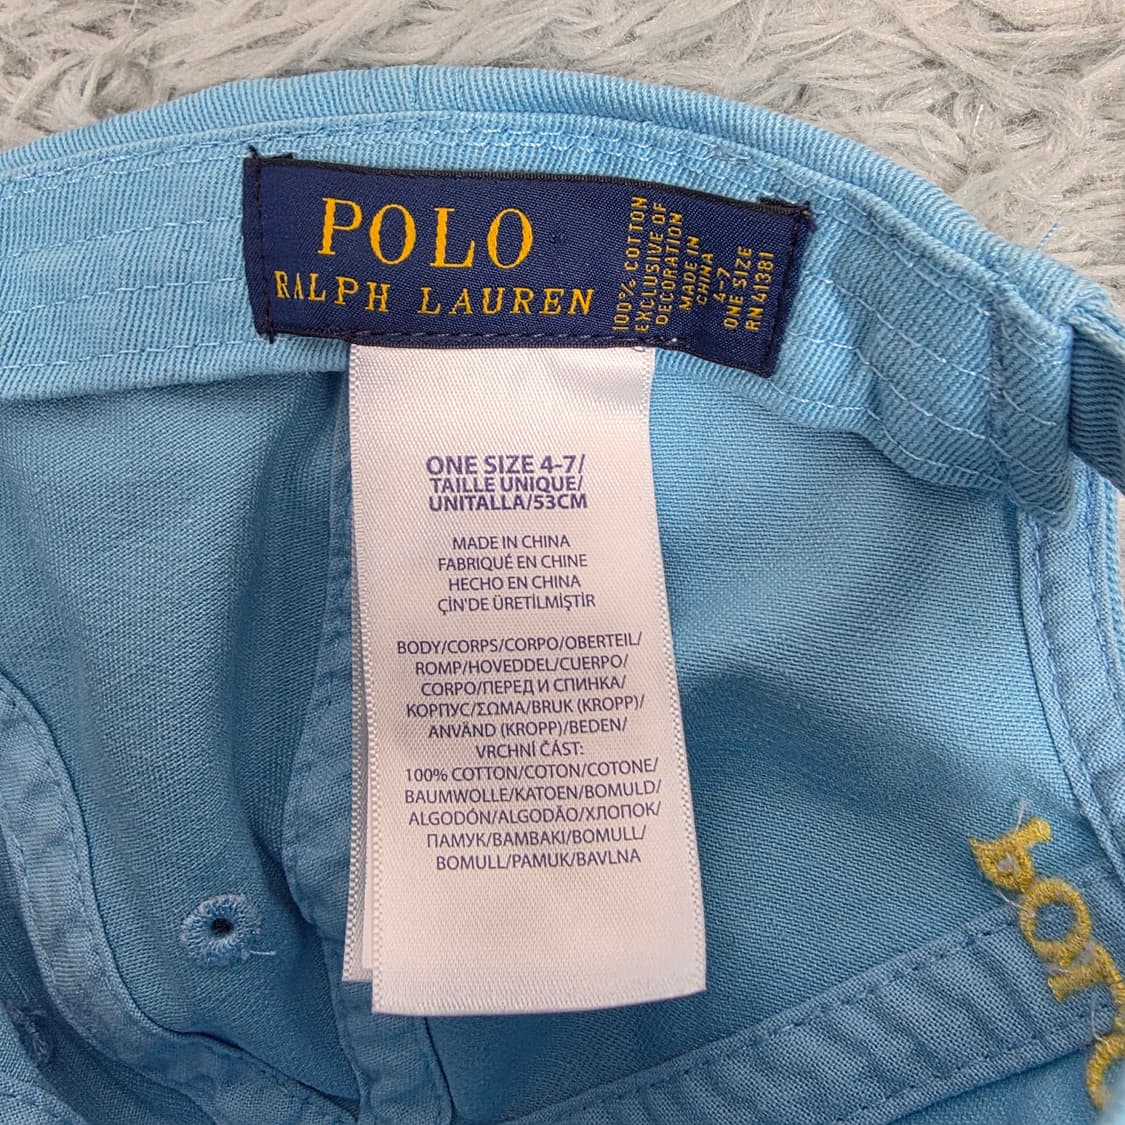 POLO
RALPH LAUREN
100% COTTON
EXCLUSIVE OF
DECORATION
MADE IN
CHINA
4-7
ONE SIZE
RN 41381
ONE SIZE 4-7/
TAILLE UNIQUE/
UNITALLA/53CM
MADE IN CHINA
FABRIQUÉ EN CHINE
HECHO EN CHINA
ÇİN'DE ÜRETİLMİŞTİR
BODY/CORPS/CORPO/OBERTEIL/
ROMP/HOVEDDEL/CUERPO/
CORPO/ПЕРЕД И СПИНКА/
КОРПУС/ΣΩΜΑ/BRUK (KROPP)/
ANVÄND (KROPP)/BEDEN/
VRCHNÍ ČÁST:
100% COTTON/COTON/COTONE/
BAUMWOLLE/KATOEN/BOMULD/
ALGODÓN/ALGODÃO/ХЛОПОК/
ПАМУК/BAMBAKI/BOMULL/
BOMULL/PAMUK/BAVLNA
POLO